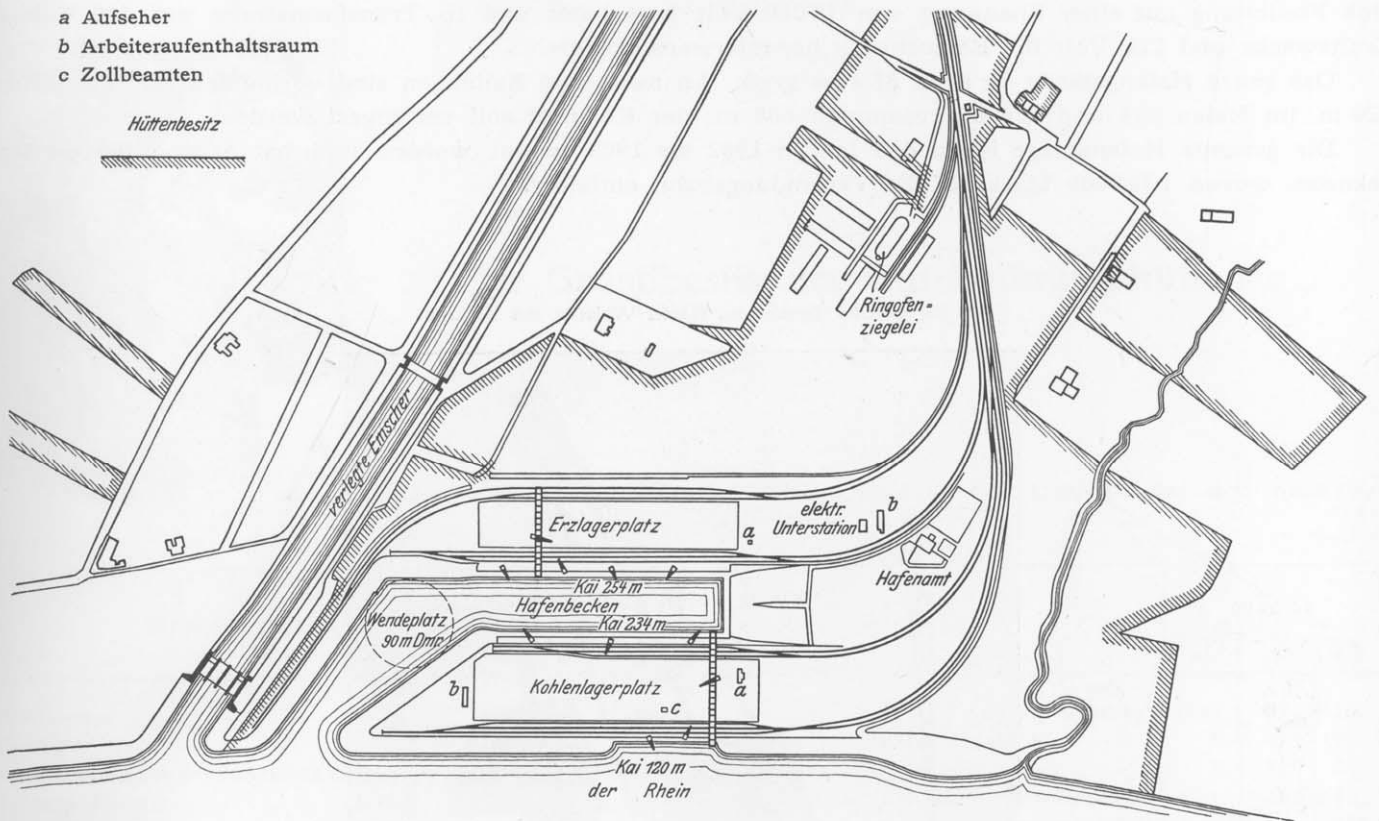 a Aufseher
b Arbeiteraufenthaltsraum
c Zollbeamten
Hüttenbesitz
Ringofen-
ziegelei
verlegte Emscher
Erzlagerplatz
elektr.
Unterstation
b
a
Hafenamt
Kai 254 m
Hafenbecken
Kai 234 m
Wendeplatz
90 m Dmr.
b
Kohlenlagerplatz
a
c
Kai 120 m
der Rhein